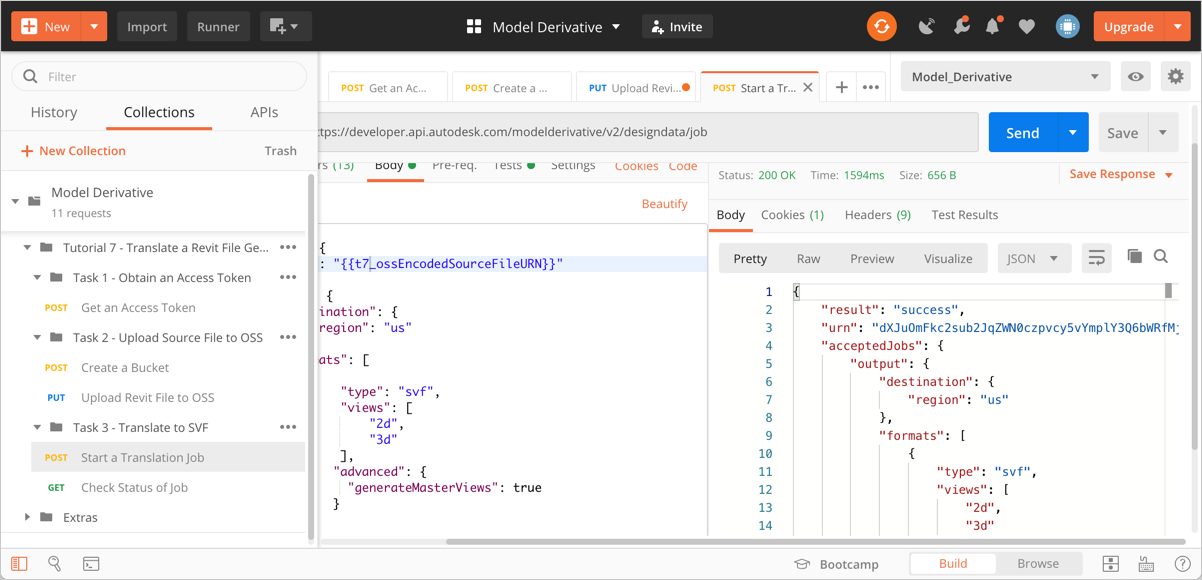 New
Import
Runner
Model Derivative
Invite
Upgrade
Filter
History
Collections
APIs
New Collection
Trash
Model Derivative
11 requests
Tutorial 7 - Translate a Revit File Ge...
Task 1 - Obtain an Access Token
POST Get an Access Token
Task 2 - Upload Source File to OSS
POST Create a Bucket
PUT Upload Revit File to OSS
Task 3 - Translate to SVF
POST Start a Translation Job
GET Check Status of Job
Extras
POST Get an Ac...
POST Create a ...
PUT Upload Revi...
POST Start a Tr...
Model_Derivative
ttps://developer.api.autodesk.com/modelderivative/v2/designdata/job
Send
Save
rs (13)
Body
Pre-req.
Tests
Settings
Cookies
Code
Beautify
{
: "{{t7_ossEncodedSourceFileURN}}"
{
ination": {
region": "us"
ats": [
"type": "svf",
"views": [
"2d",
"3d"
],
"advanced": {
"generateMasterViews": true
}
Status: 200 OK Time: 1594ms Size: 656 B
Save Response
Body
Cookies (1)
Headers (9)
Test Results
Pretty
Raw
Preview
Visualize
JSON
1 {
2 "result": "success",
3 "urn": "dXJuOmFkc2sub2JqZWN0czpvcy5vYmplY3Q6bWRfMj
4 "acceptedJobs": {
5 "output": {
6 "destination": {
7 "region": "us"
8 },
9 "formats": [
10 {
11 "type": "svf",
12 "views": [
13 "2d",
14 "3d"
Bootcamp
Build
Browse